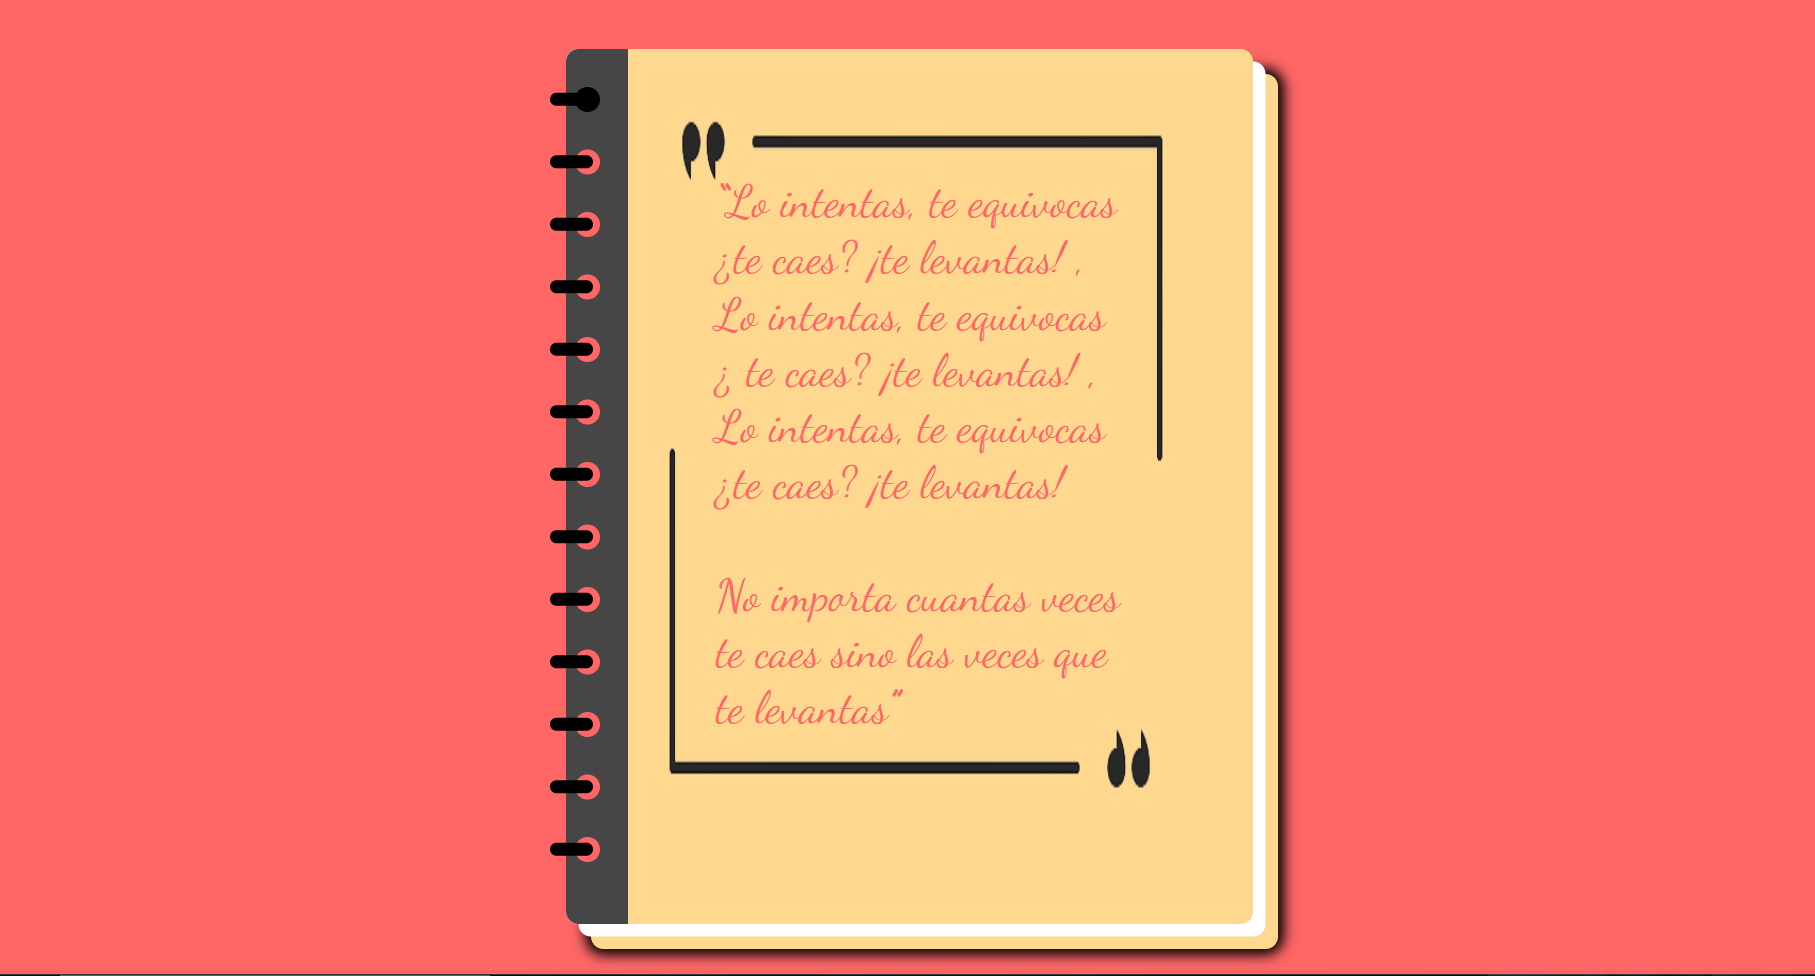 “Lo intentas, te equivocas
¿te caes? ¡te levantas! ,
Lo intentas, te equivocas
¿ te caes? ¡te levantas! ,
Lo intentas, te equivocas
¿te caes? ¡te levantas!
No importa cuantas veces
te caes sino las veces que
te levantas”